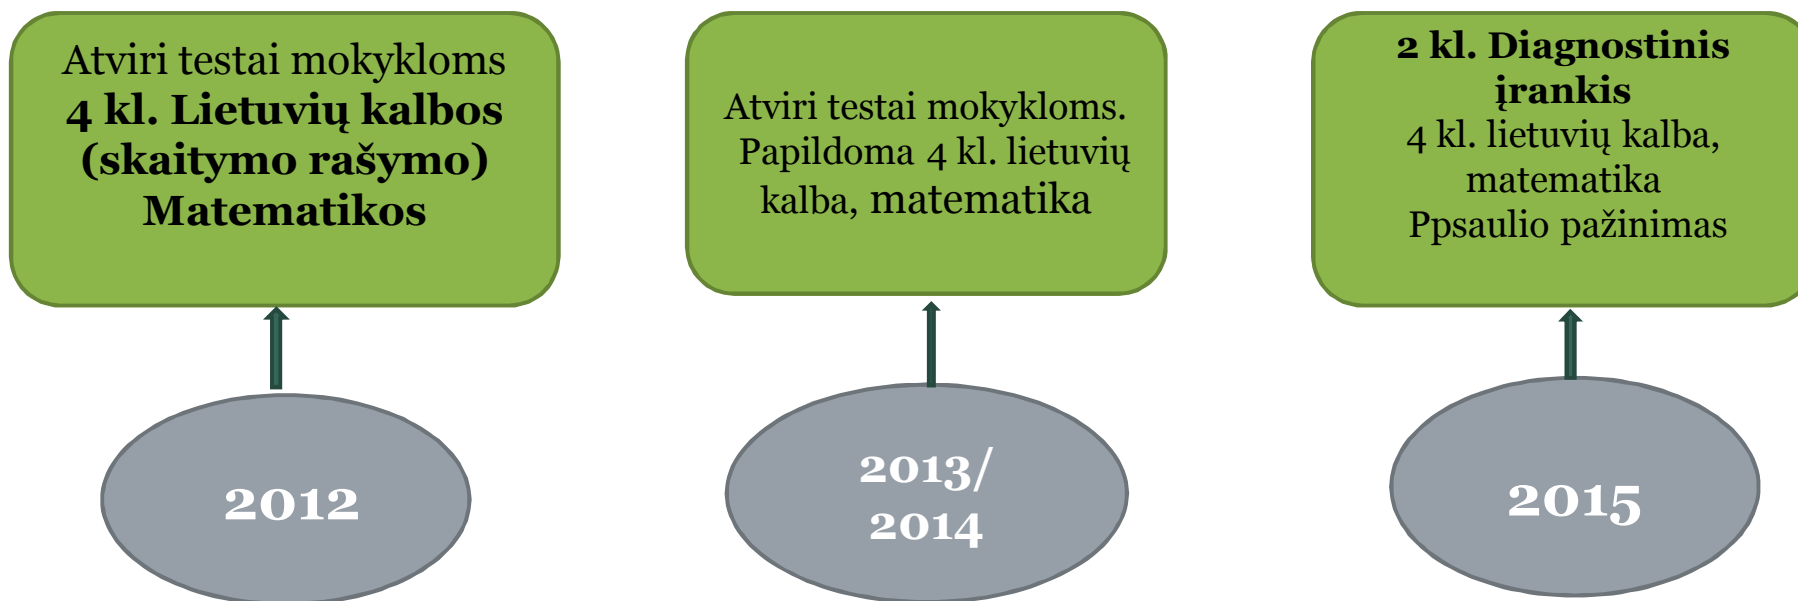 Atviri testai mokykloms
4 kl. Lietuvių kalbos
(skaitymo rašymo)
Matematikos
Atviri testai mokykloms.
Papildoma 4 kl. lietuvių
kalba, matematika
2 kl. Diagnostinis
įrankis
4 kl. lietuvių kalba,
matematika
Ppsaulio pažinimas
2012
2013/
2014
2015